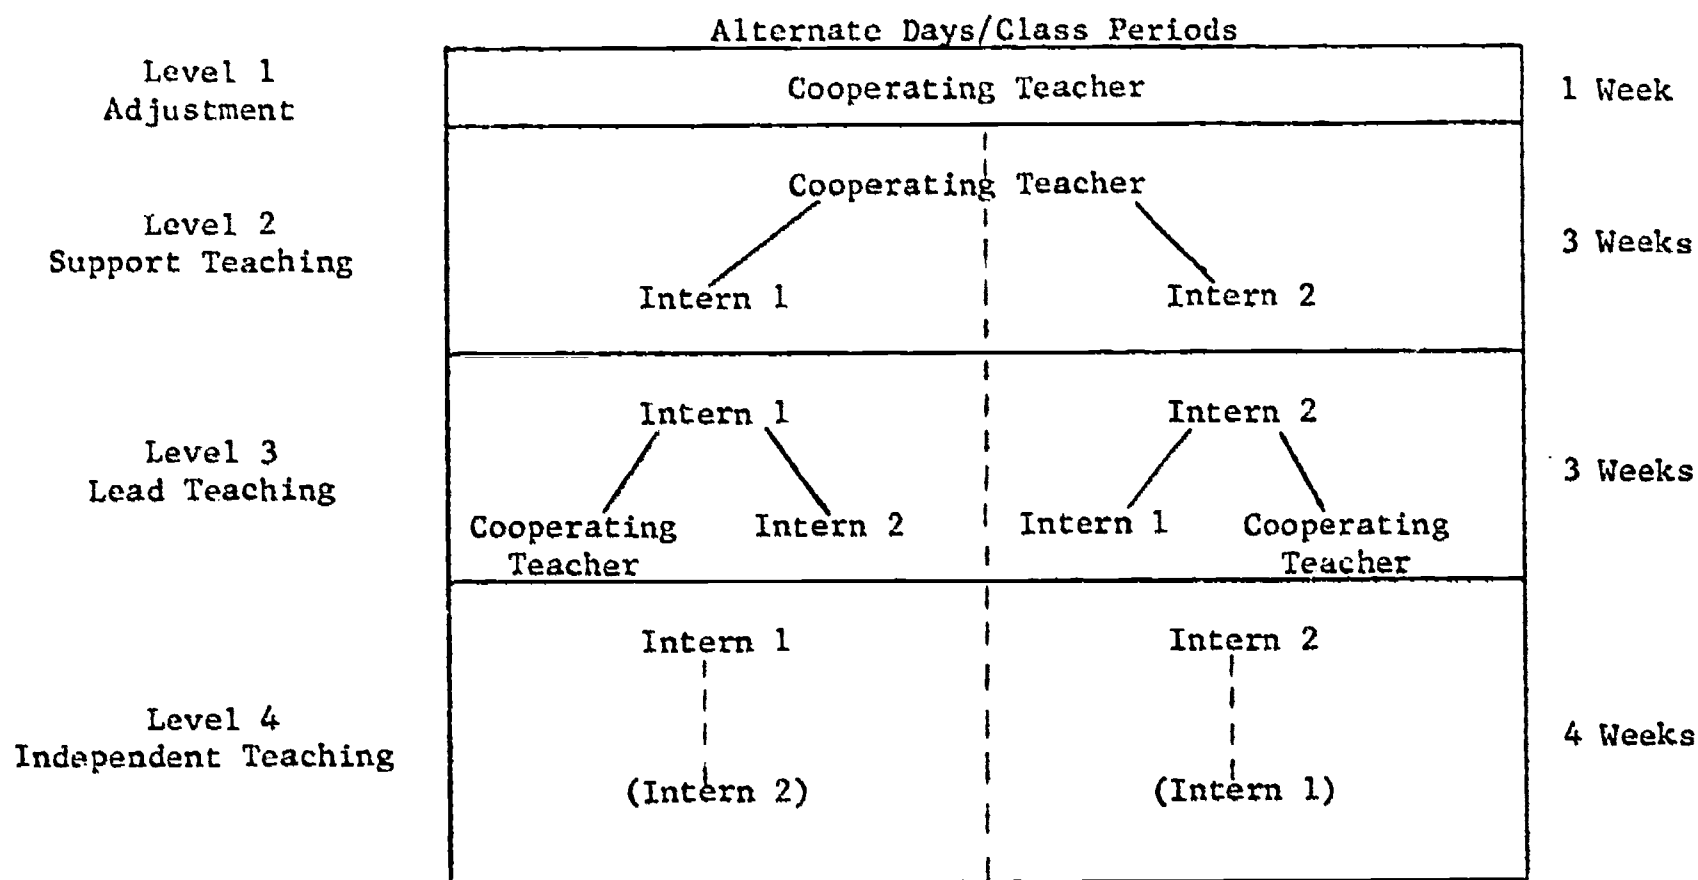 Alternate Days/Class Periods
Level 1
Adjustment
Cooperating Teacher
1 Week
Level 2
Support Teaching
Cooperating Teacher
Intern 1
Intern 2
3 Weeks
Level 3
Lead Teaching
Intern 1
Intern 2
Cooperating
Teacher
Intern 2
Intern 1
Cooperating
Teacher
3 Weeks
Level 4
Independent Teaching
Intern 1
Intern 2
(Intern 2)
(Intern 1)
4 Weeks